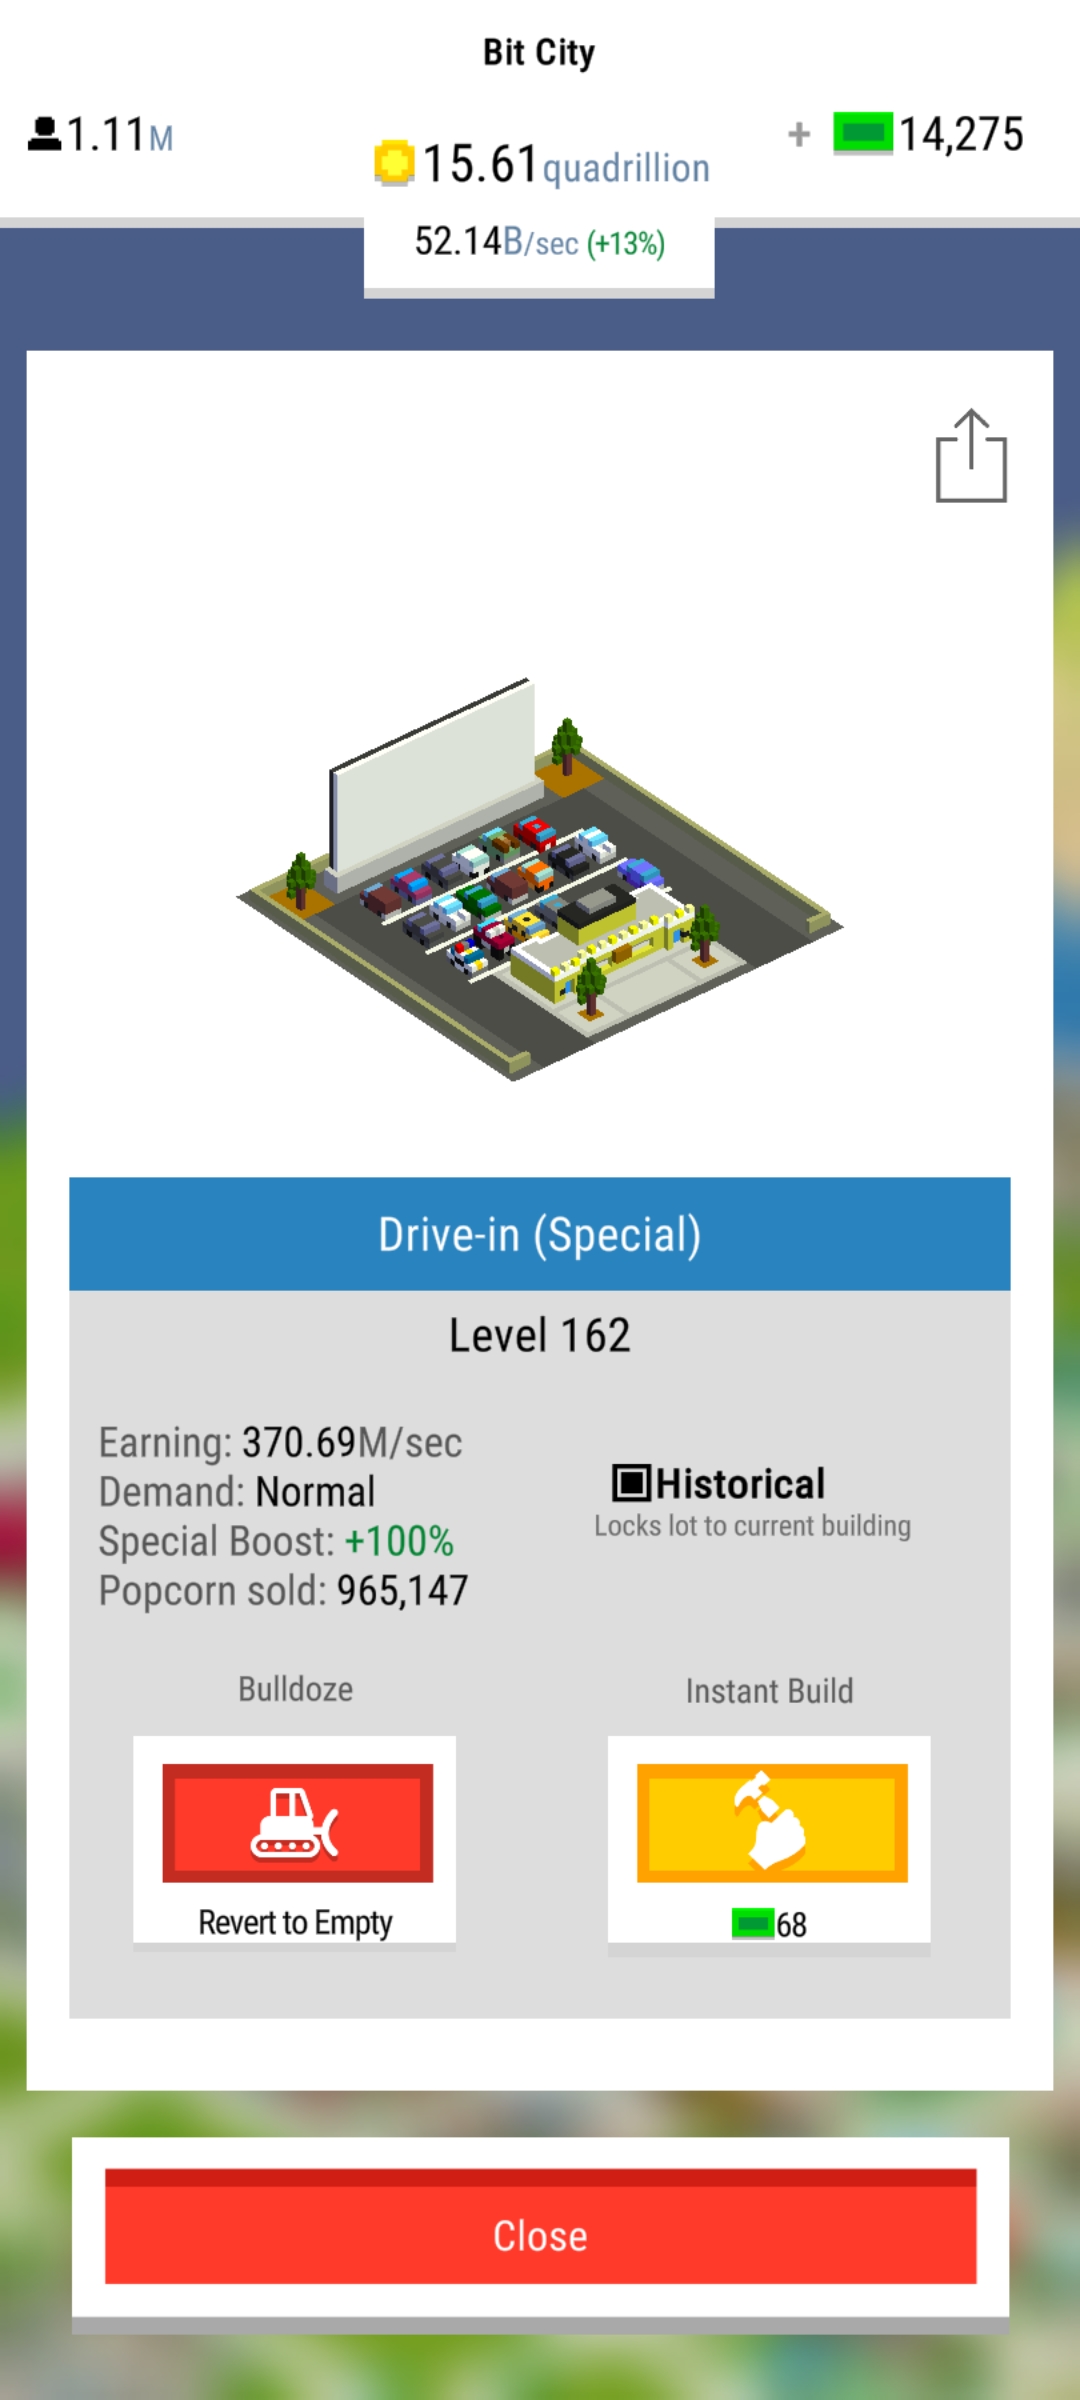 Bit City
1.11M
15.61quadrillion
+ 14,275
52.14B/sec (+13%)
Drive-in (Special)
Level 162
Earning: 370.69M/sec
Demand: Normal
Special Boost: +100%
Popcorn sold: 965,147
Historical
Locks lot to current building
Bulldoze
Instant Build
Revert to Empty
68
Close